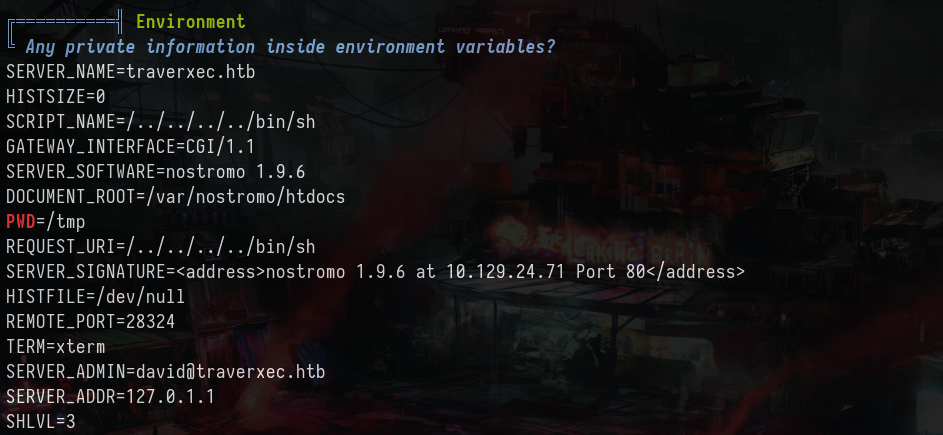 ╔══════════╣ Environment
╚ Any private information inside environment variables?
SERVER_NAME=traverxec.htb
HISTSIZE=0
SCRIPT_NAME=/../../../../bin/sh
GATEWAY_INTERFACE=CGI/1.1
SERVER_SOFTWARE=nostromo 1.9.6
DOCUMENT_ROOT=/var/nostromo/htdocs
PWD=/tmp
REQUEST_URI=/../../../../bin/sh
SERVER_SIGNATURE=<address>nostromo 1.9.6 at 10.129.24.71 Port 80</address>
HISTFILE=/dev/null
REMOTE_PORT=28324
TERM=xterm
SERVER_ADMIN=david@traverxec.htb
SERVER_ADDR=127.0.1.1
SHLVL=3